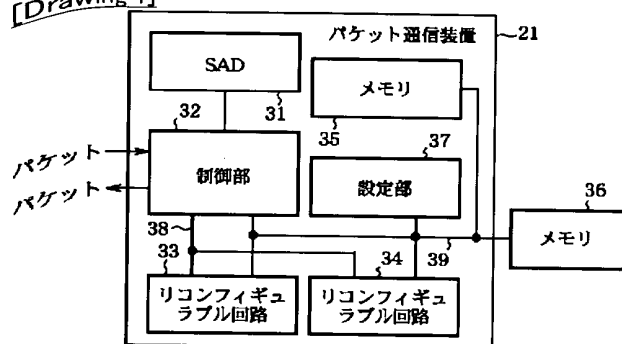 [Drawing 1]
パケット通信装置
21
SAD
31
メモリ
35
32
制御部
パケット
パケット
37
設定部
36
メモリ
38
39
33
リコンフィギュ
ラブル回路
34
リコンフィギュ
ラブル回路